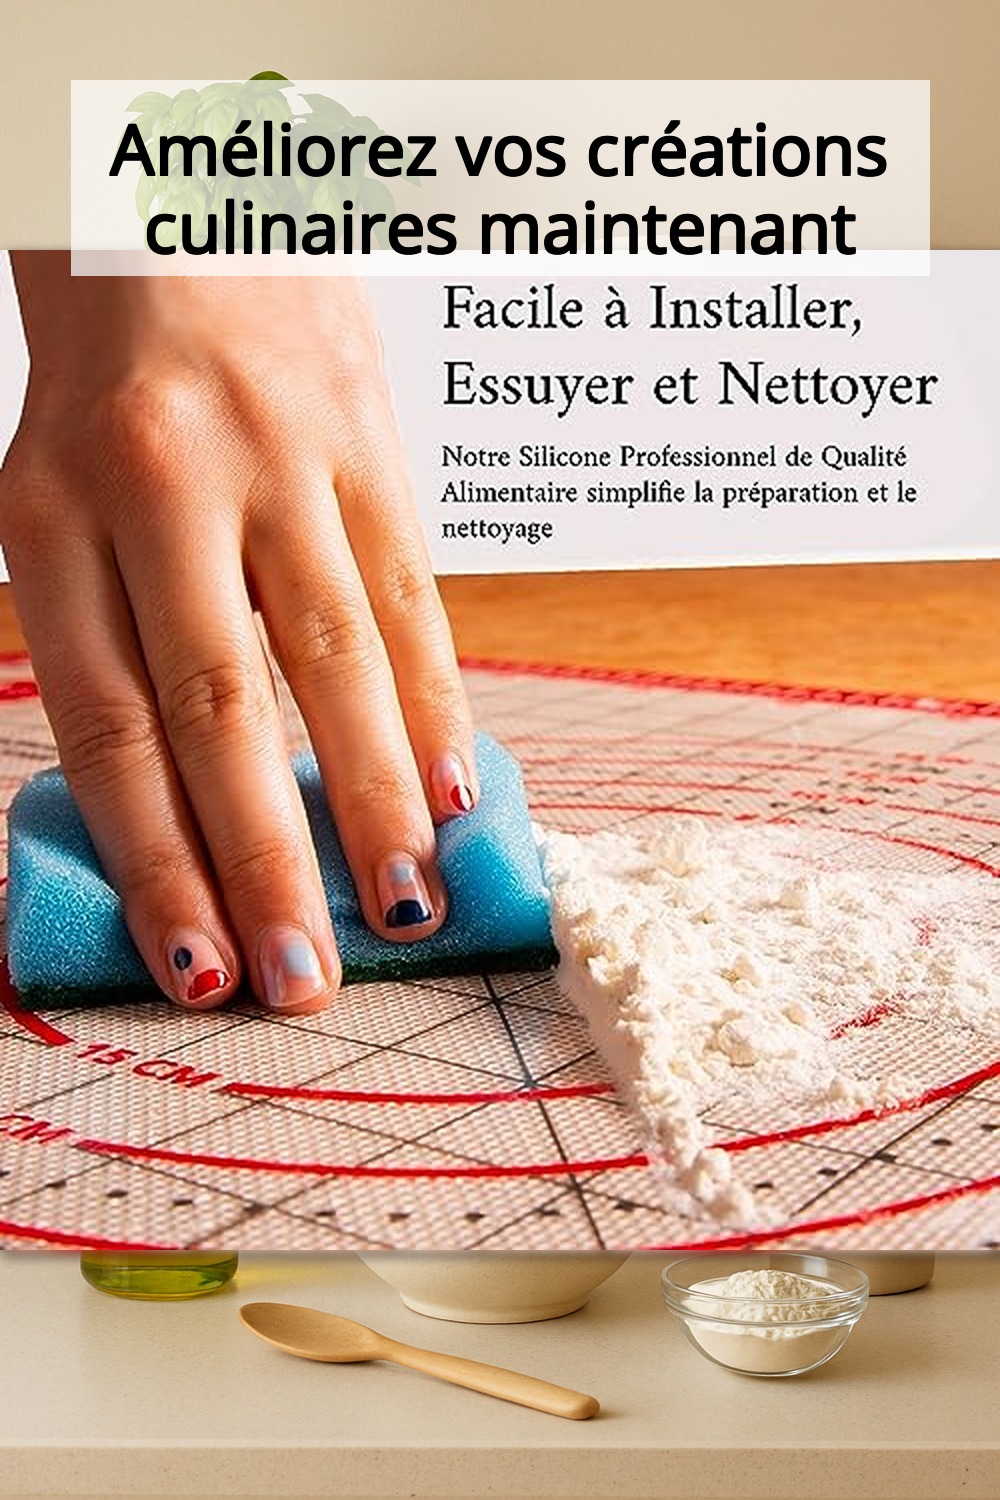 Améliorez vos créations
culinaires maintenant
Facile à Installer,
Essuyer et Nettoyer
Notre Silicone Professionnel de Qualité
Alimentaire simplifie la préparation et le
nettoyage
15 CM
CM